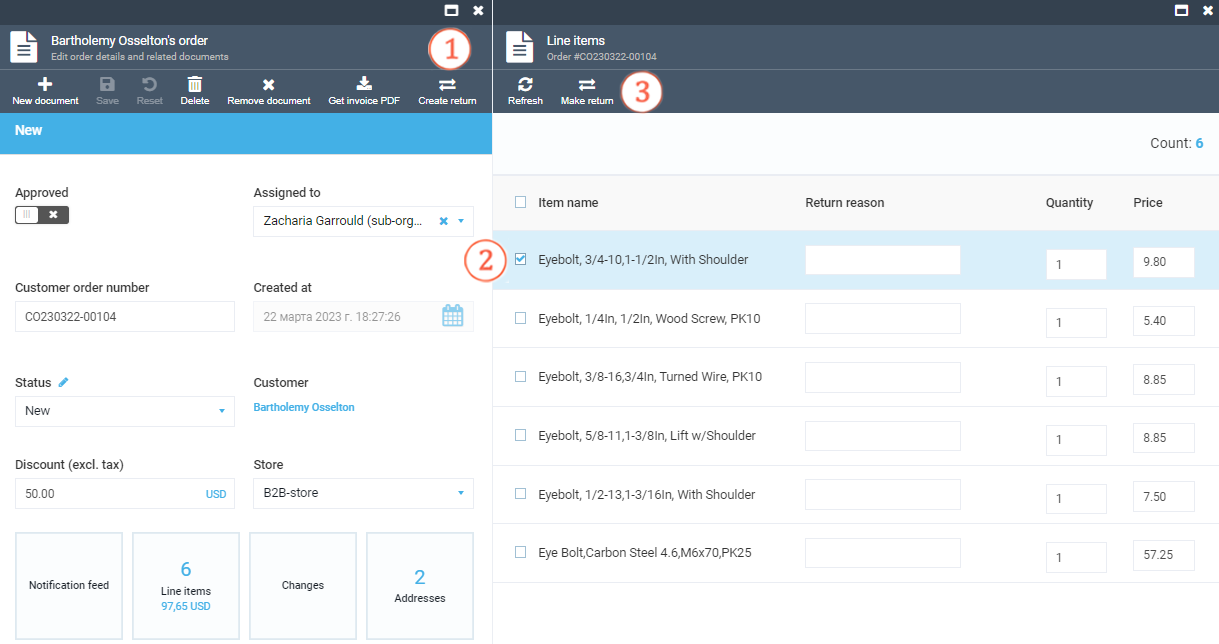 Bartholemy Osselton's order
Edit order details and related documents
1
New document Save Reset Delete Remove document Get invoice PDF Create return
New
Approved Assigned to
Zacharia Garrould (sub-org...
Customer order number Created at
CO230322-00104 22 марта 2023 г. 18:27:26
Status Customer
New Bartholemy Osselton
Discount (excl. tax) Store
50.00 USD B2B-store
Notification feed
6
Line items
97,65 USD
Changes
2
Addresses
Line items
Order #CO230322-00104
Refresh Make return 3
Count: 6
Item name Return reason Quantity Price
2 Eyebolt, 3/4-10,1-1/2In, With Shoulder 1 9.80
Eyebolt, 1/4In, 1/2In, Wood Screw, PK10 1 5.40
Eyebolt, 3/8-16,3/4In, Turned Wire, PK10 1 8.85
Eyebolt, 5/8-11,1-3/8In, Lift w/Shoulder 1 8.85
Eyebolt, 1/2-13,1-3/16In, With Shoulder 1 7.50
Eye Bolt,Carbon Steel 4.6,M6x70,PK25 1 57.25